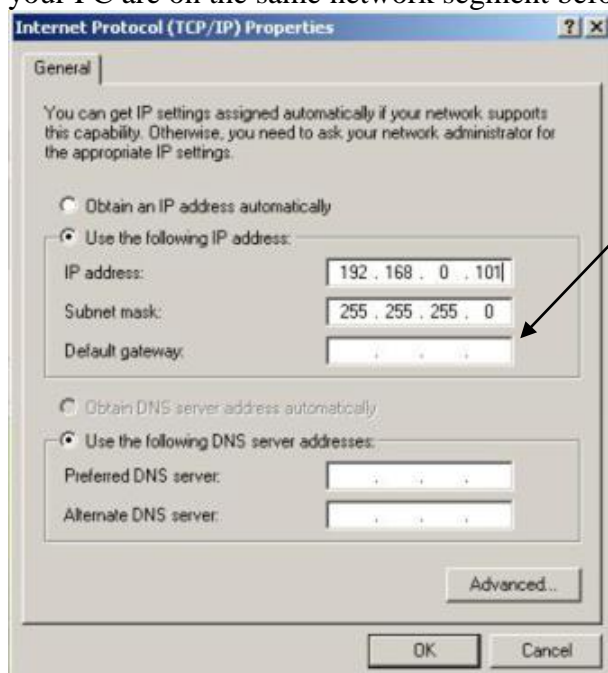 your PC are on the same network segment befo
Internet Protocol (TCP/IP) Properties
General
You can get IP settings assigned automatically if your network supports
this capability. Otherwise, you need to ask your network administrator for
the appropriate IP settings.
Obtain an IP address automatically
Use the following IP address:
IP address: 192 . 168 . 0 . 101
Subnet mask: 255 . 255 . 255 . 0
Default gateway: . . .
Obtain DNS server address automatically
Use the following DNS server addresses:
Preferred DNS server: . . .
Alternate DNS server: . . .
Advanced...
OK Cancel